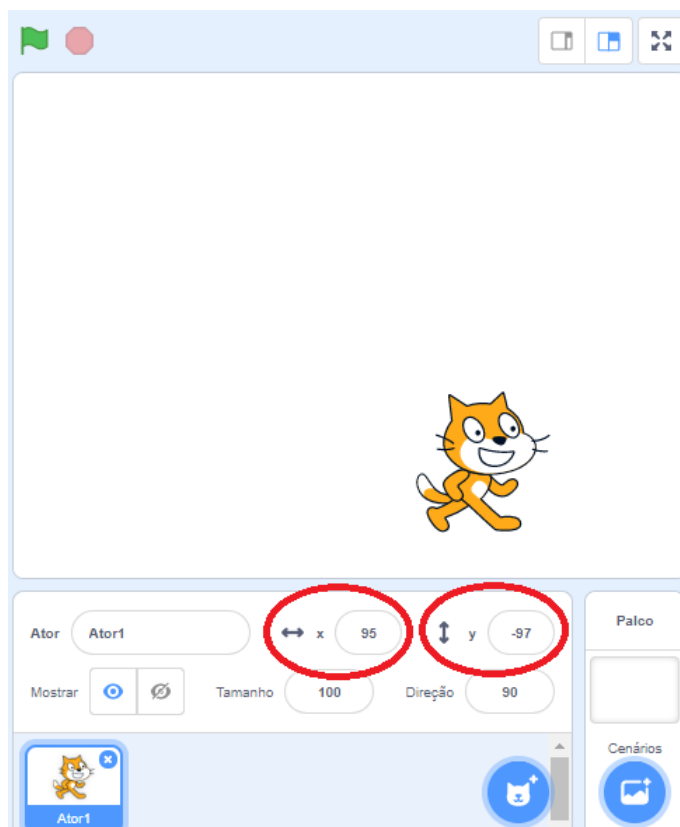 Ator Ator1 x 95 y -97
Palco
Mostrar Tamanho 100 Direção 90
Cenários
Ator1